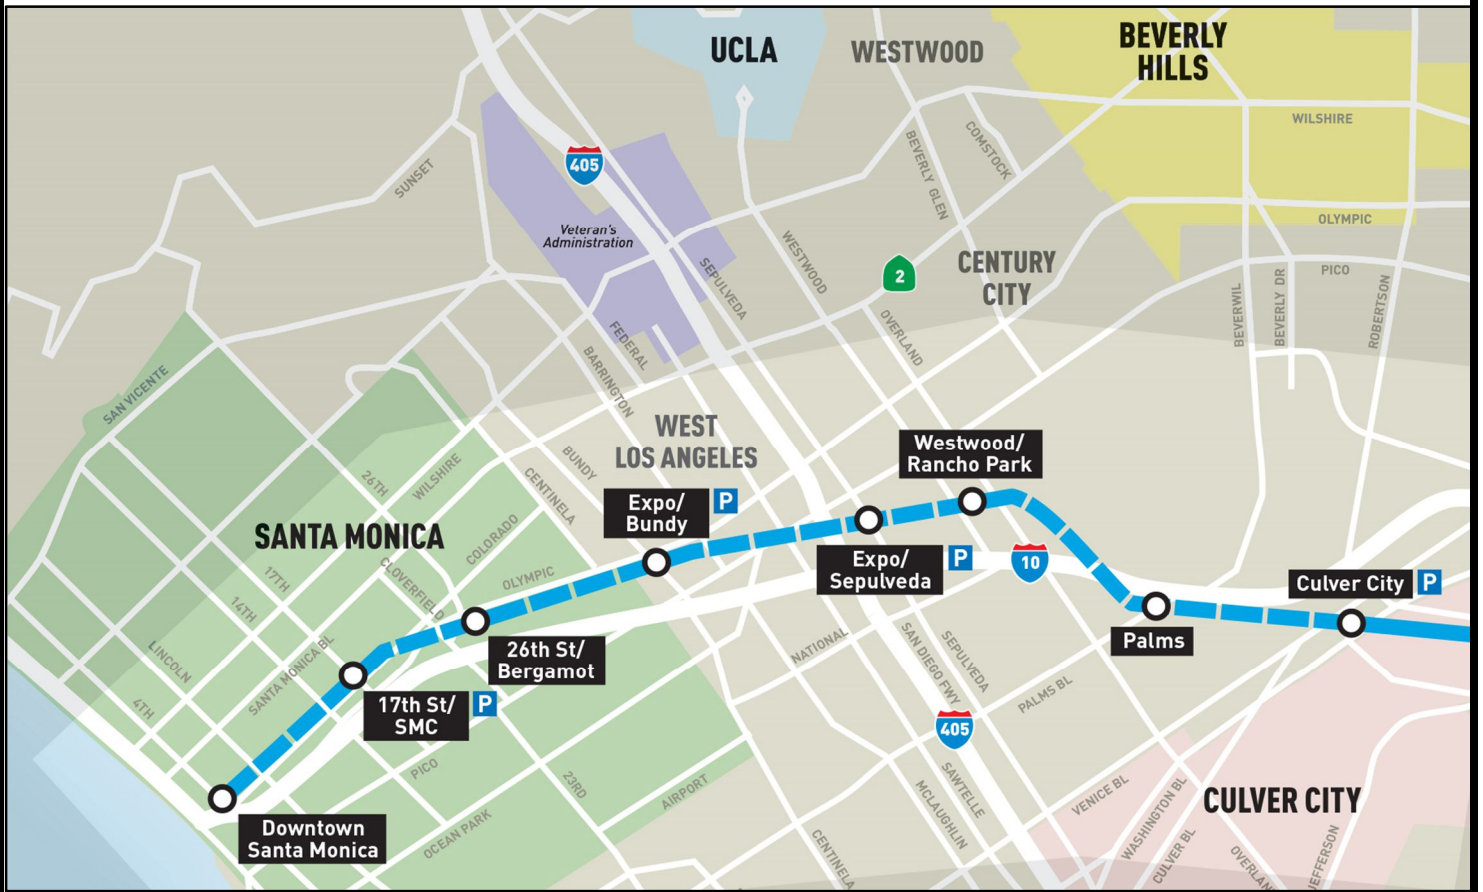 UCLA
WESTWOOD
BEVERLY
HILLS
WILSHIRE
COMSTOCK
BEVERLY GLEN
405
SUNSET
Veteran's
Administration
OLYMPIC
WESTWOOD
SEPULVEDA
2
CENTURY
CITY
PICO
BEVERWIL
BEVERLY DR
ROBERTSON
OVERLAND
FEDERAL
BARRINGTON
SAN VICENTE
WEST
LOS ANGELES
Westwood/
Rancho Park
BUNDY
CENTINELA
26TH
WILSHIRE
Expo/
Bundy
P
SANTA MONICA
COLORADO
Expo/
Sepulveda
P
10
Culver City
P
OLYMPIC
CLOVERFIELD
17TH
14TH
26th St/
Bergamot
Palms
NATIONAL
SAN DIEGO FWY
SEPULVEDA
LINCOLN
SANTA MONICA BL
4TH
17th St/
SMC
P
PALMS BL
405
PICO
23RD
AIRPORT
SAWTELLE
MCLAUGHLIN
VENICE BL
WASHINGTON BL
CULVER CITY
Downtown
Santa Monica
OCEAN PARK
CENTINELA
CULVER BL
OVERLAN
JEFFERSON